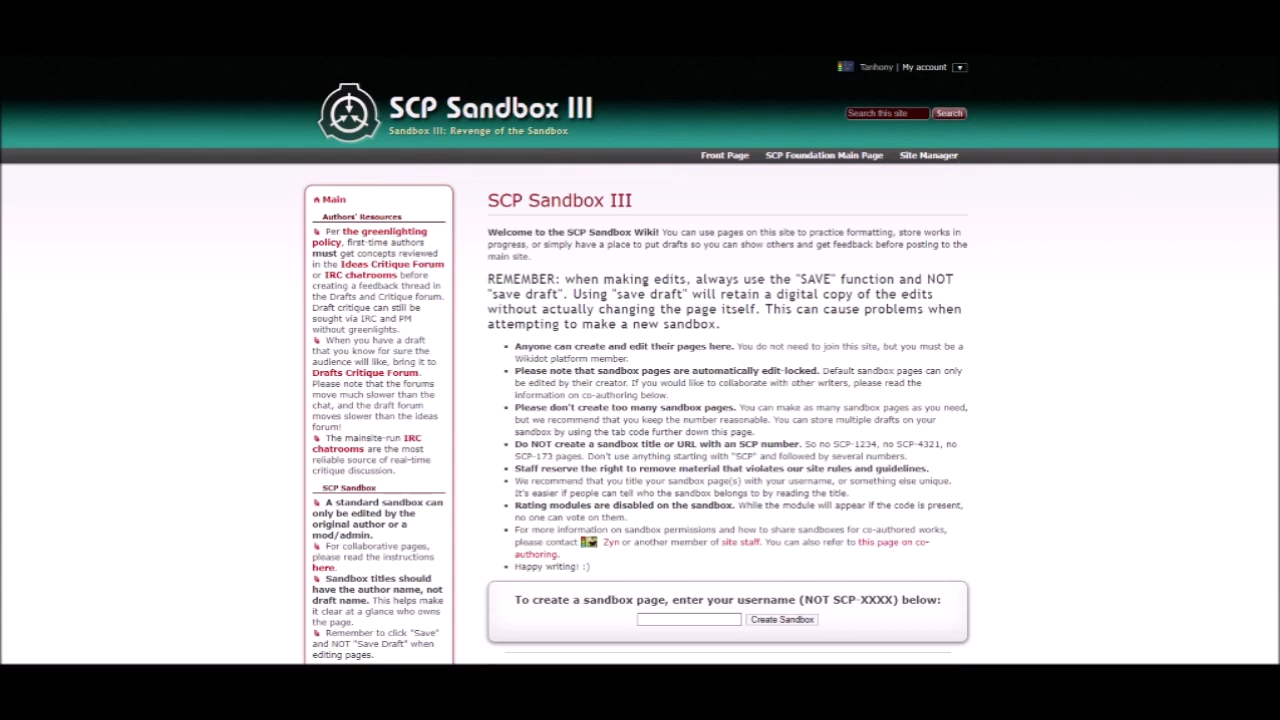 Tanhony | My account ▼
SCP Sandbox III
Sandbox III: Revenge of the Sandbox
Search this site Search
Front Page SCP Foundation Main Page Site Manager
Main
Authors' Resources
Per the greenlighting
policy, first-time authors
must get concepts reviewed
in the Ideas Critique Forum
or IRC chatrooms before
creating a feedback thread in
the Drafts and Critique forum.
Draft critique can still be
sought via IRC and PM
without greenlights.
When you have a draft
that you know for sure the
audience will like, bring it to
Drafts Critique Forum.
Please note that the forums
move much slower than the
chat, and the draft forum
moves slower than the ideas
forum!
The mainsite-run IRC
chatrooms are the most
reliable source of real-time
critique discussion.
SCP Sandbox
A standard sandbox can
only be edited by the
original author or a
mod/admin.
For collaborative pages,
please read the instructions
here.
Sandbox titles should
have the author name, not
draft name. This helps make
it clear at a glance who owns
the page.
Remember to click "Save"
and NOT "Save Draft" when
editing pages.
SCP Sandbox III
Welcome to the SCP Sandbox Wiki! You can use pages on this site to practice formatting, store works in
progress, or simply have a place to put drafts so you can show others and get feedback before posting to the
main site.
REMEMBER: when making edits, always use the "SAVE" function and NOT
"save draft". Using "save draft" will retain a digital copy of the edits
without actually changing the page itself. This can cause problems when
attempting to make a new sandbox.
• Anyone can create and edit their pages here. You do not need to join this site, but you must be a
Wikidot platform member.
• Please note that sandbox pages are automatically edit-locked. Default sandbox pages can only
be edited by their creator. If you would like to collaborate with other writers, please read the
information on co-authoring below.
• Please don't create too many sandbox pages. You can make as many sandbox pages as you need,
but we recommend that you keep the number reasonable. You can store multiple drafts on your
sandbox by using the tab code further down this page.
• Do NOT create a sandbox title or URL with an SCP number. So no SCP-1234, no SCP-4321, no
SCP-173 pages. Don't use anything starting with "SCP" and followed by several numbers.
• Staff reserve the right to remove material that violates our site rules and guidelines.
• We recommend that you title your sandbox page(s) with your username, or something else unique.
It's easier if people can tell who the sandbox belongs to by reading the title.
• Rating modules are disabled on the sandbox. While the module will appear if the code is present,
no one can vote on them.
• For more information on sandbox permissions and how to share sandboxes for co-authored works,
please contact Zyn or another member of site staff. You can also refer to this page on co-
authoring.
• Happy writing! :)
To create a sandbox page, enter your username (NOT SCP-XXXX) below:
Create Sandbox